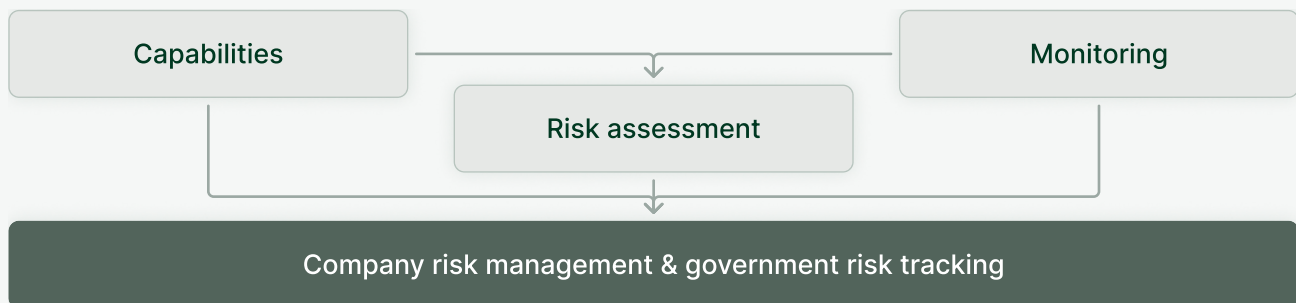 Capabilities
Monitoring
Risk assessment
Company risk management & government risk tracking